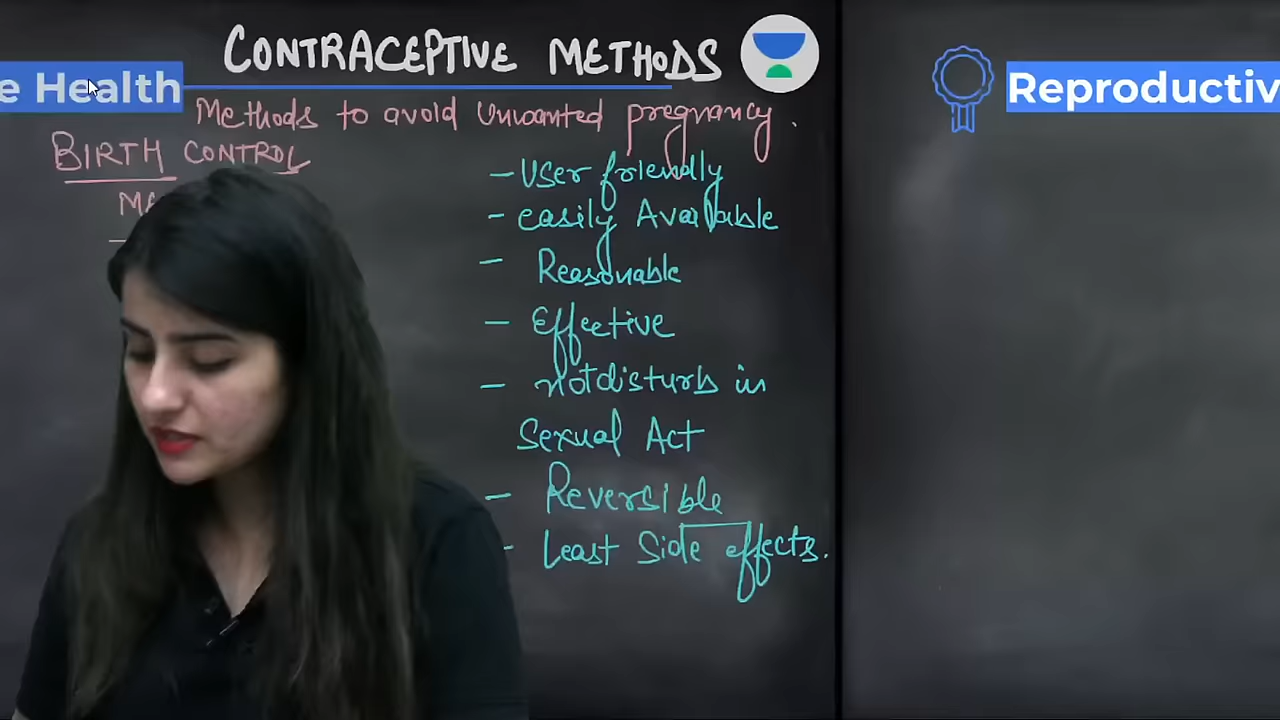 CONTRACEPTIVE METHODS
e Health
Reproductiv
Methods to avoid Unwanted pregnancy.
BIRTH CONTROL
- User friendly
- easily Available
- Reasonable
- Effective
- not disturb in
Sexual Act
- Reversible
- Least Side effects.